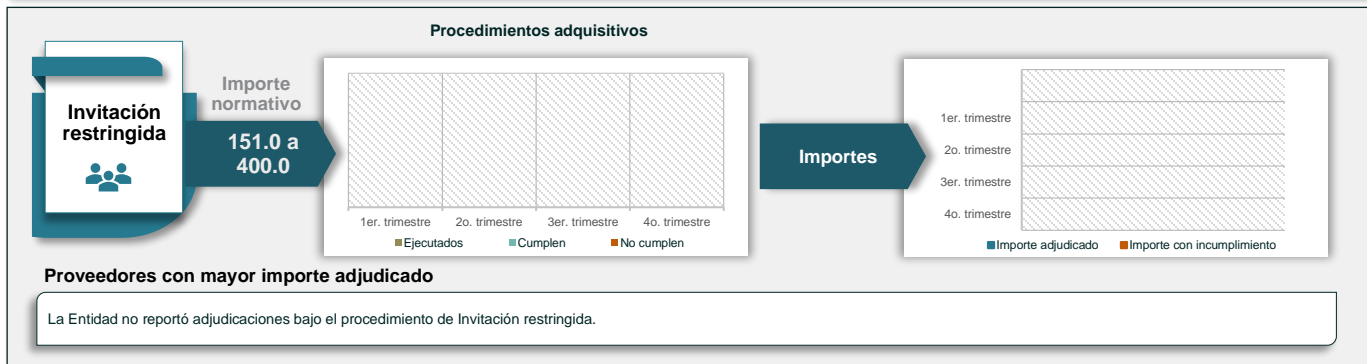 Procedimientos adquisitivos
Invitación
restringida
Importe
normativo
151.0 a
400.0
1er. trimestre 2o. trimestre 3er. trimestre 4o. trimestre
Ejecutados Cumplen No cumplen
Importes
1er. trimestre
2o. trimestre
3er. trimestre
4o. trimestre
Importe adjudicado Importe con incumplimiento
Proveedores con mayor importe adjudicado
La Entidad no reportó adjudicaciones bajo el procedimiento de Invitación restringida.